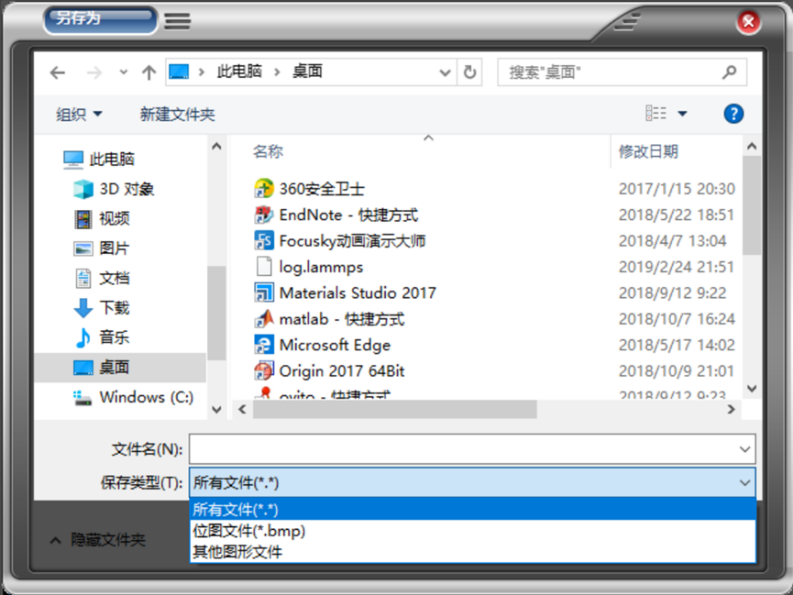 另存为
此电脑 > 桌面
搜索"桌面"
组织 新建文件夹
名称 修改日期
此电脑
3D 对象
视频
图片
文档
下载
音乐
桌面
Windows (C:)
360安全卫士 2017/1/15 20:30
EndNote - 快捷方式 2018/5/22 18:51
Focusky动画演示大师 2018/4/7 13:04
log.lammps 2019/2/24 21:51
Materials Studio 2017 2018/9/12 9:22
matlab - 快捷方式 2018/10/7 16:24
Microsoft Edge 2018/5/17 14:02
Origin 2017 64Bit 2018/10/9 21:01
ovito - 快捷方式 2018/9/12 9:23
文件名(N):
保存类型(T): 所有文件(*.*)
所有文件(*.*)
位图文件(*.bmp)
其他图形文件
隐藏文件夹